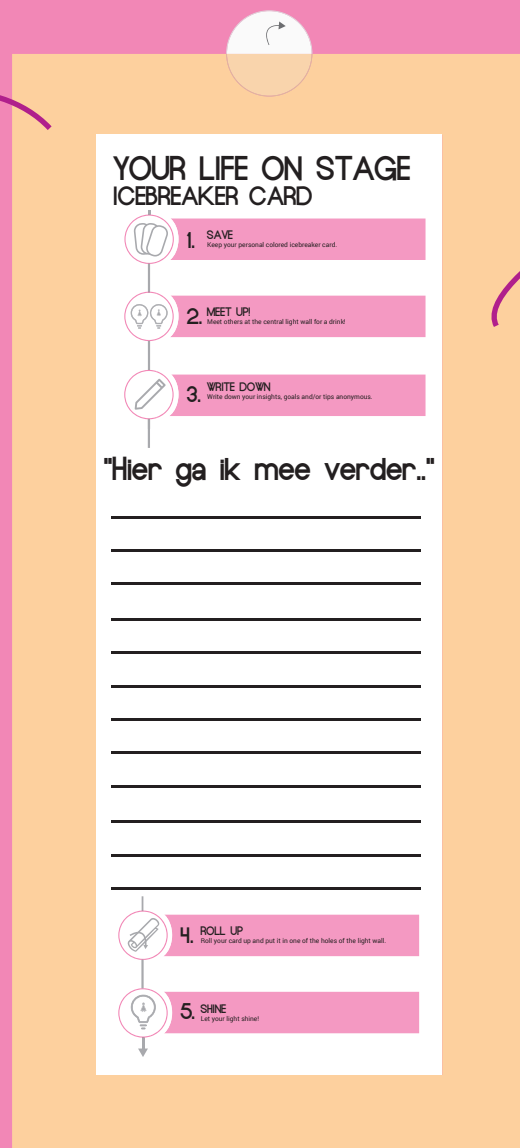 YOUR LIFE ON STAGE
ICEBREAKER CARD
1. SAVE
Keep your personal colored icebreaker card.
2. MEET UP!
Meet others at the central light wall for a drink!
3. WRITE DOWN
Write down your insights, goals and/or tips anonymous.
"Hier ga ik mee verder.."
4. ROLL UP
Roll your card up and put it in one of the holes of the light wall.
5. SHINE
Let your light shine!